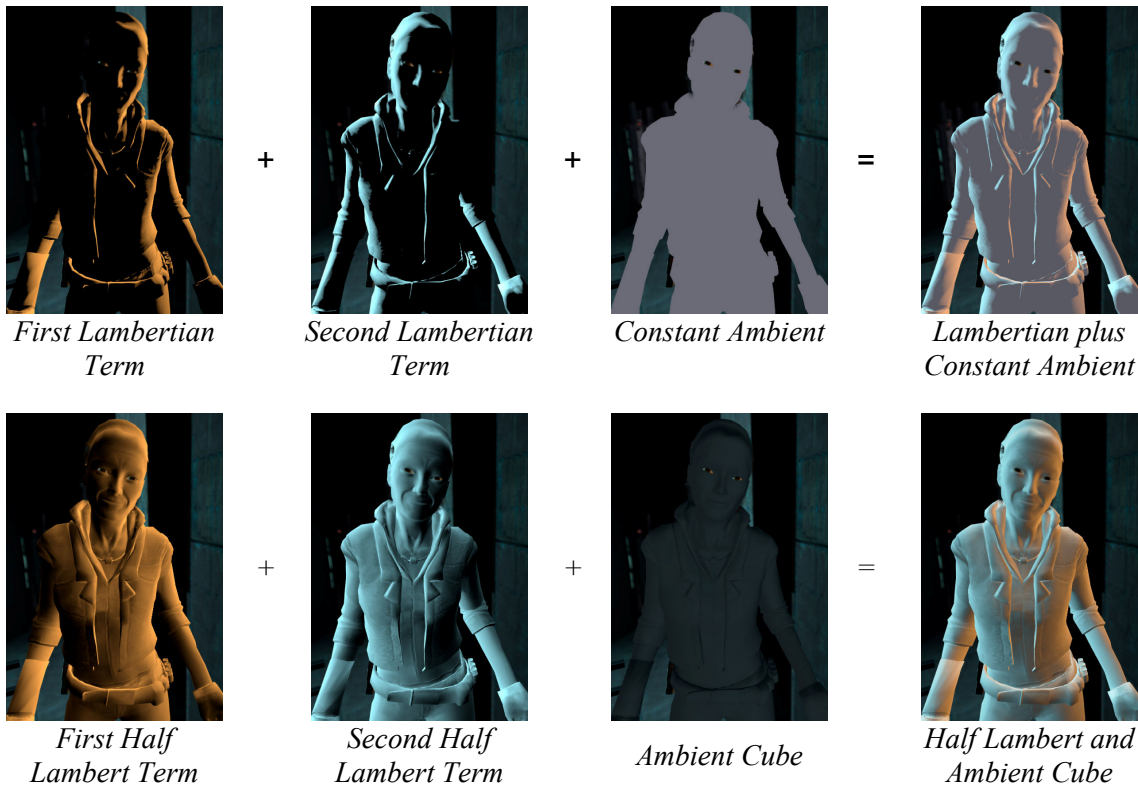 + + =
First Lambertian Second Lambertian Constant Ambient Lambertian plus
Term Term Constant Ambient
+ + =
First Half Second Half Ambient Cube Half Lambert and
Lambert Term Lambert Term Ambient Cube